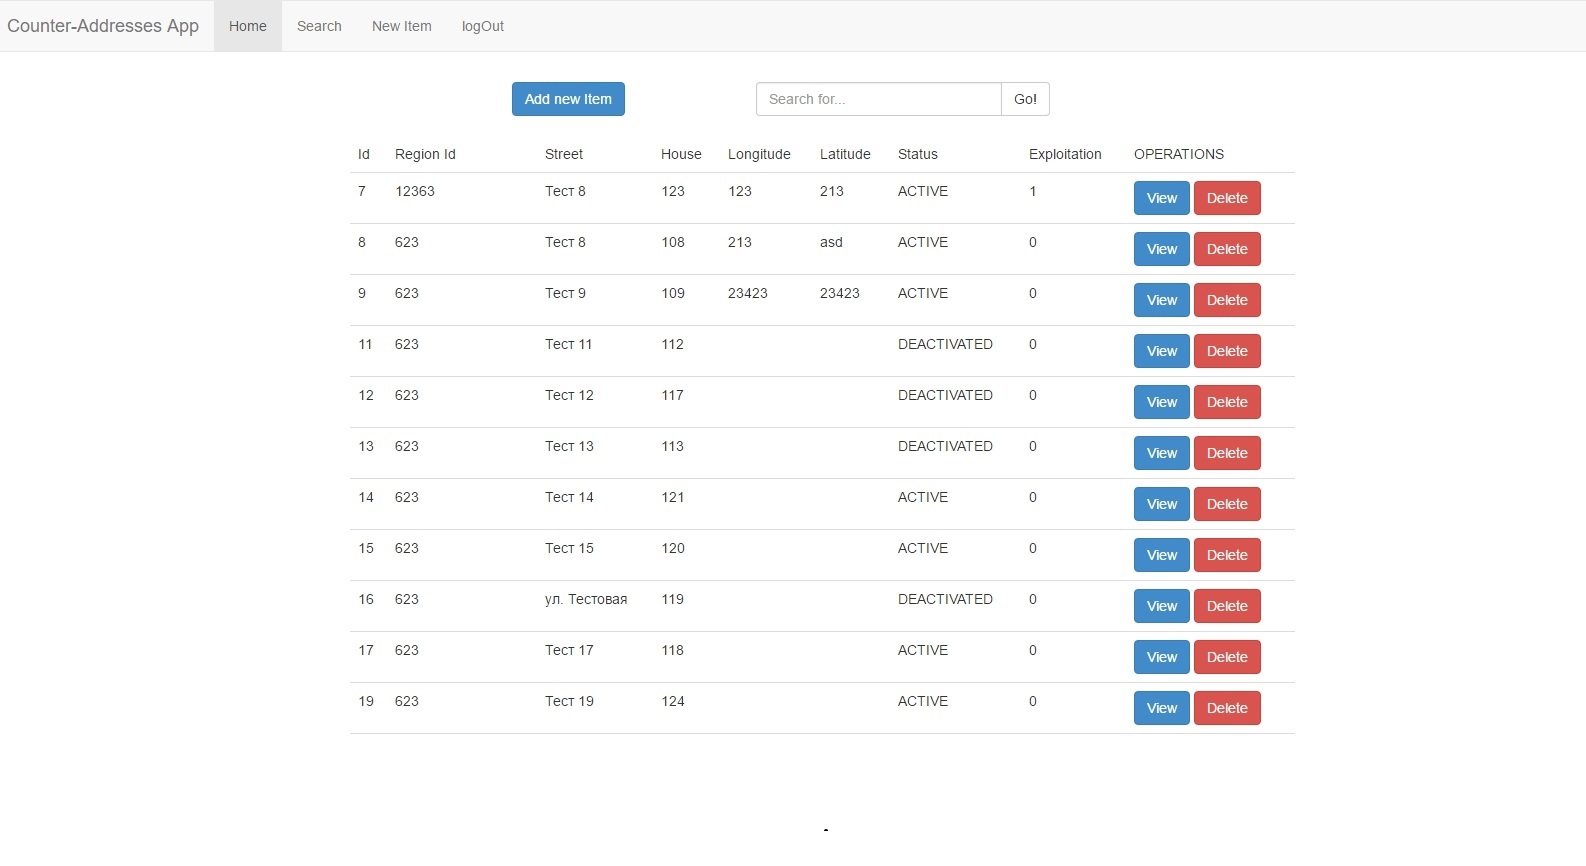 Counter-Addresses App Home Search New Item logOut
Add new Item Search for... Go!
Id Region Id Street House Longitude Latitude Status Exploitation OPERATIONS
7 12363 Тест 8 123 123 213 ACTIVE 1 View Delete
8 623 Тест 8 108 213 asd ACTIVE 0 View Delete
9 623 Тест 9 109 23423 23423 ACTIVE 0 View Delete
11 623 Тест 11 112 DEACTIVATED 0 View Delete
12 623 Тест 12 117 DEACTIVATED 0 View Delete
13 623 Тест 13 113 DEACTIVATED 0 View Delete
14 623 Тест 14 121 ACTIVE 0 View Delete
15 623 Тест 15 120 ACTIVE 0 View Delete
16 623 ул. Тестовая 119 DEACTIVATED 0 View Delete
17 623 Тест 17 118 ACTIVE 0 View Delete
19 623 Тест 19 124 ACTIVE 0 View Delete